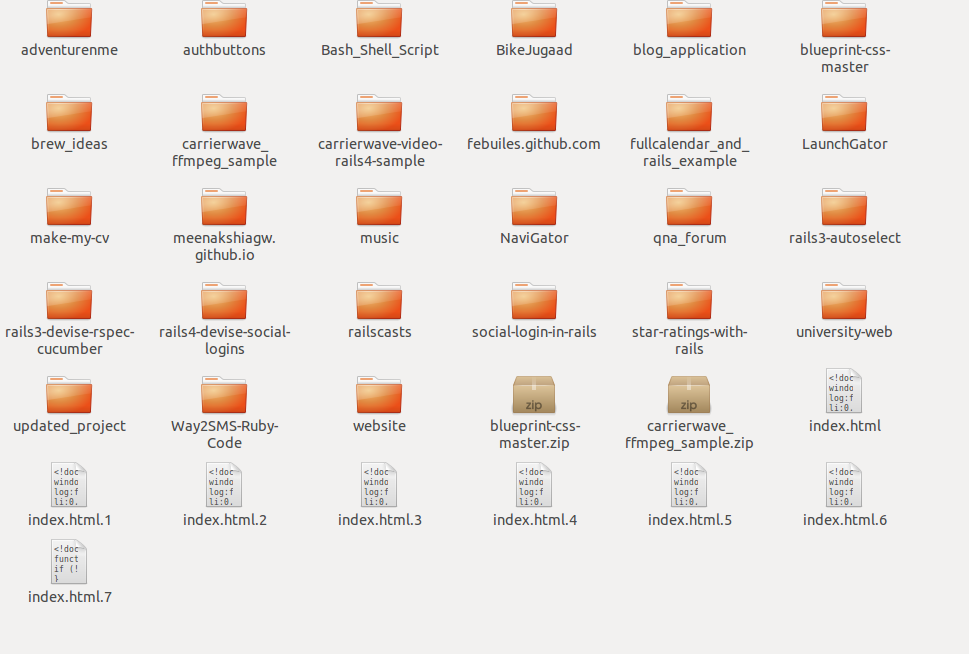 adventurenme
authbuttons
Bash_Shell_Script
BikeJugaad
blog_application
blueprint-css-
master
brew_ideas
carrierwave_
ffmpeg_sample
carrierwave-video-
rails4-sample
febuiles.github.com
fullcalendar_and_
rails_example
LaunchGator
make-my-cv
meenakshiagw.
github.io
music
NaviGator
qna_forum
rails3-autoselect
rails3-devise-rspec-
cucumber
rails4-devise-social-
logins
railscasts
social-login-in-rails
star-ratings-with-
rails
university-web
updated_project
Way2SMS-Ruby-
Code
website
zip
blueprint-css-
master.zip
zip
carrierwave_
ffmpeg_sample.zip
<!doc
windo
log:f
li:0.
index.html
<!doc
windo
log:f
li:0.
index.html.1
<!doc
windo
log:f
li:0.
index.html.2
<!doc
windo
log:f
li:0.
index.html.3
<!doc
windo
log:f
li:0.
index.html.4
<!doc
windo
log:f
li:0.
index.html.5
<!doc
windo
log:f
li:0.
index.html.6
<!doc
funct
if (!
}
index.html.7